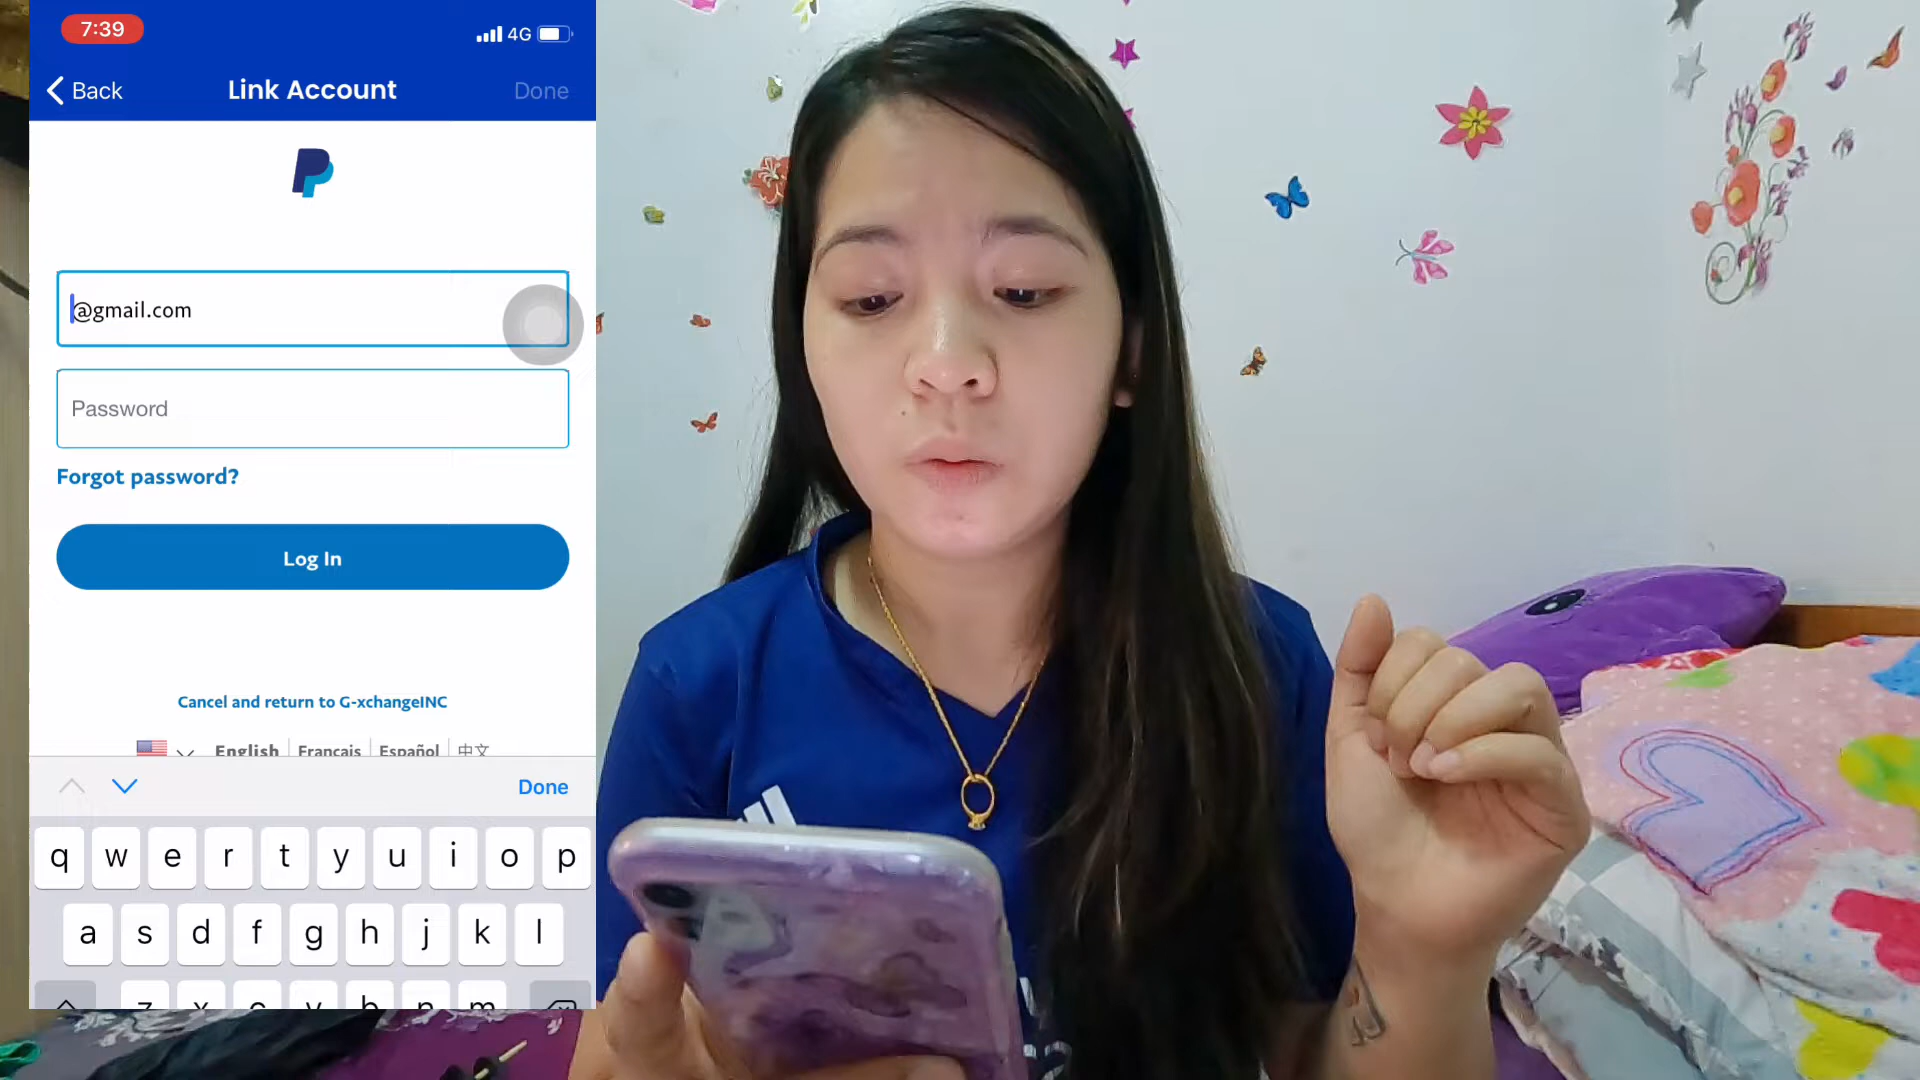 7:39
4G
Back
Link Account
Done
@gmail.com
Password
Forgot password?
Log In
Cancel and return to G-xchangeINC
English Français Español 中文
Done
q w e r t y u i o p
a s d f g h j k l
z x c v b n m